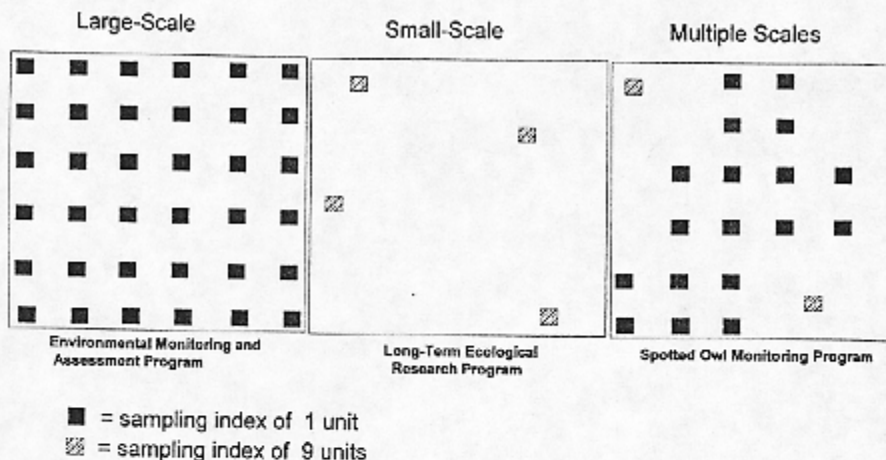 Large-Scale
Small-Scale
Multiple Scales
Environmental Monitoring and
Assessment Program
Long-Term Ecological
Research Program
Spotted Owl Monitoring Program
= sampling index of 1 unit
= sampling index of 9 units